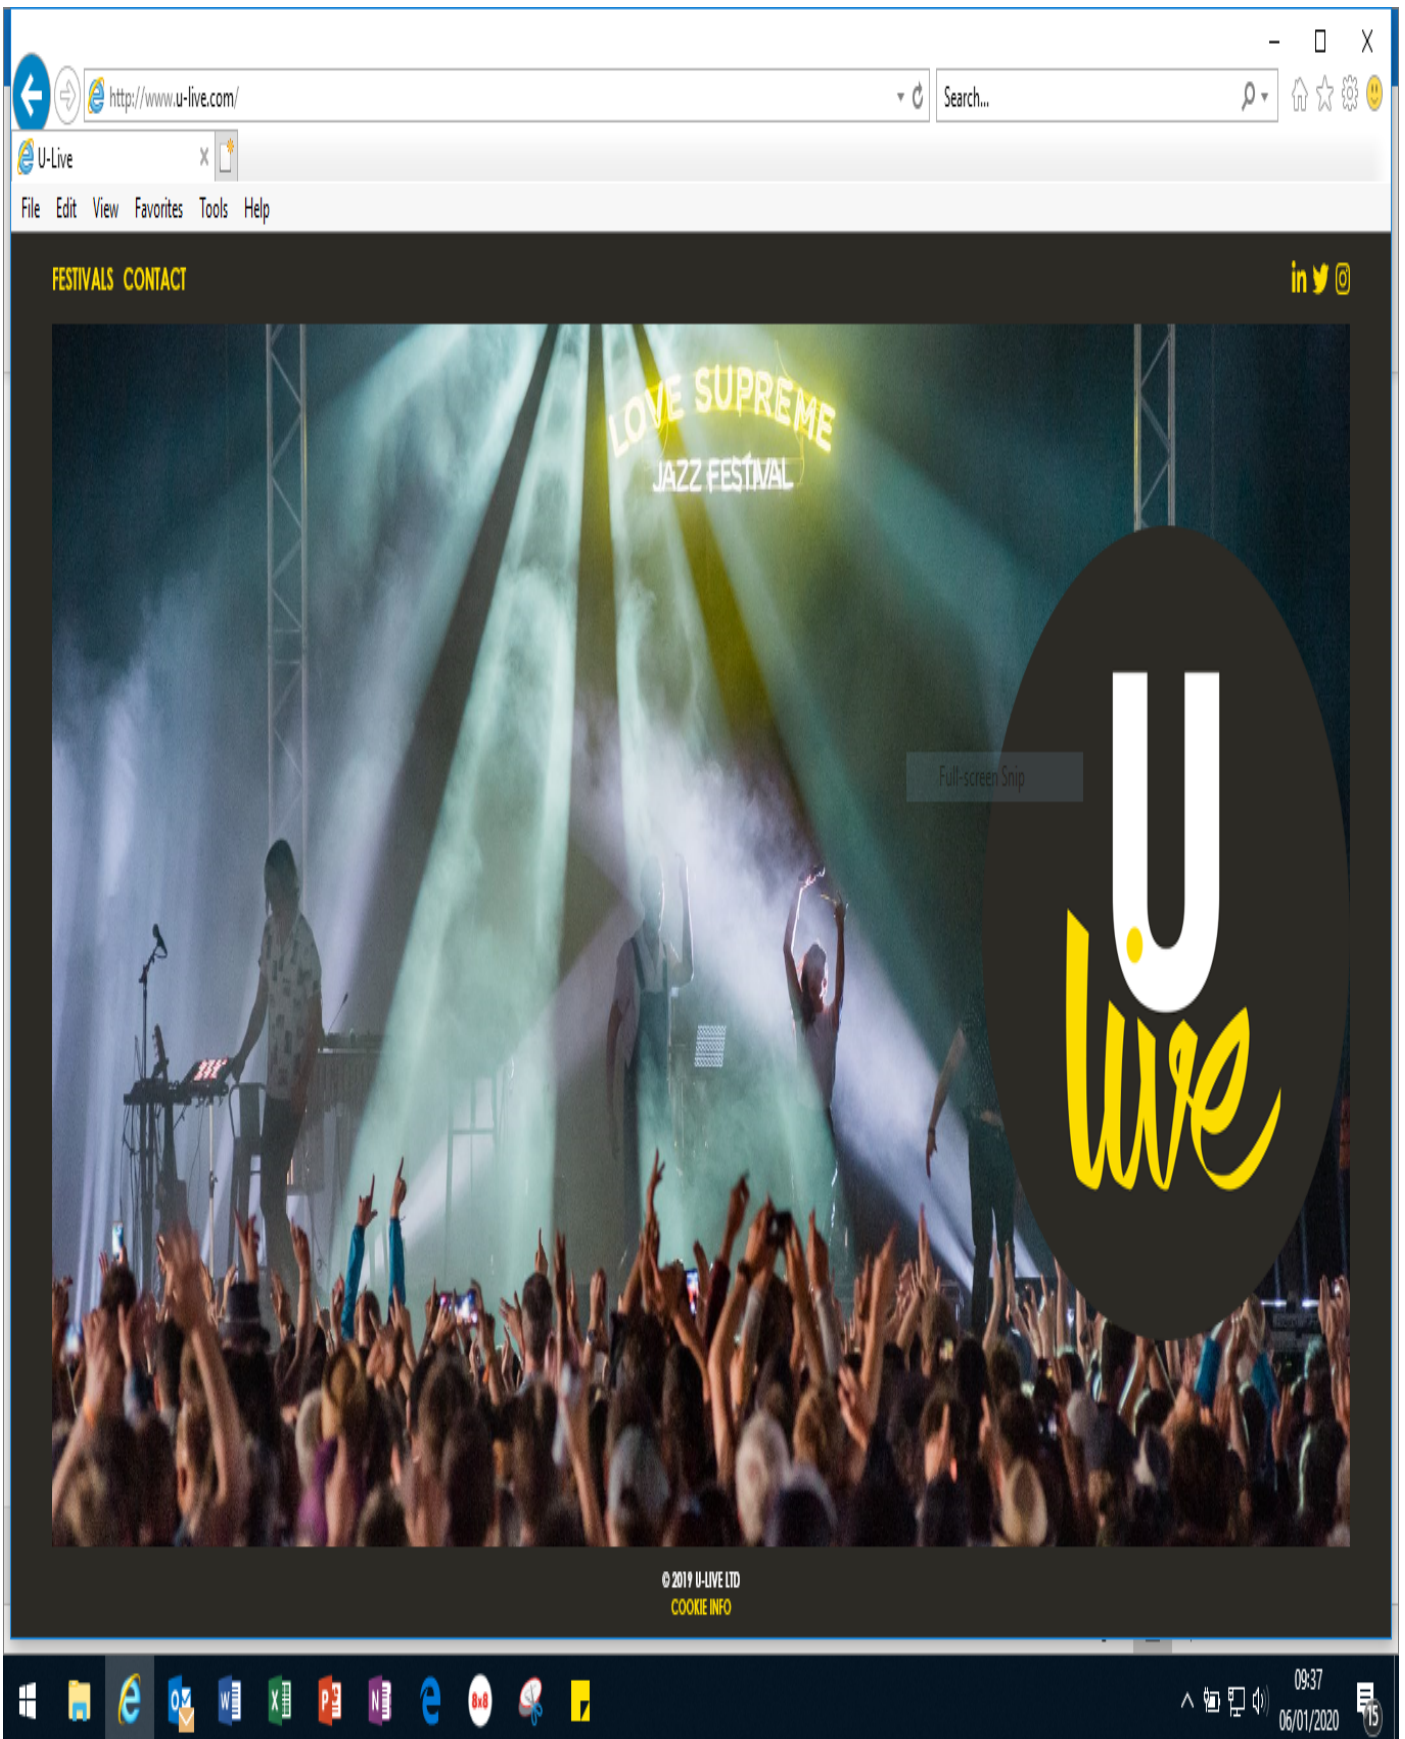 http://www.u-live.com/
Search...
U-Live
File Edit View Favorites Tools Help
FESTIVALS CONTACT
in
LOVE SUPREME
JAZZ FESTIVAL
Full-screen Snip
U
live
© 2019 U-LIVE LTD
COOKIE INFO
09:37
06/01/2020
15
8x8